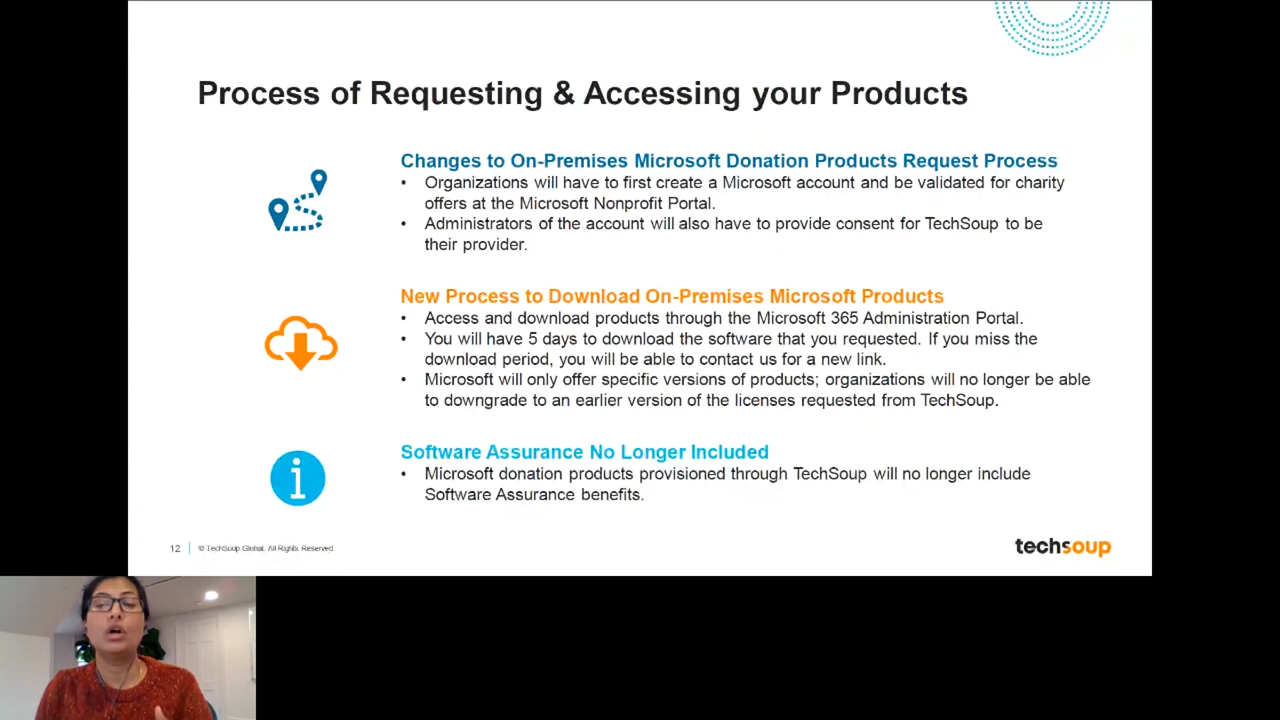 Process of Requesting & Accessing your Products
Changes to On-Premises Microsoft Donation Products Request Process
• Organizations will have to first create a Microsoft account and be validated for charity
offers at the Microsoft Nonprofit Portal.
• Administrators of the account will also have to provide consent for TechSoup to be
their provider.
New Process to Download On-Premises Microsoft Products
• Access and download products through the Microsoft 365 Administration Portal.
• You will have 5 days to download the software that you requested. If you miss the
download period, you will be able to contact us for a new link.
• Microsoft will only offer specific versions of products; organizations will no longer be able
to downgrade to an earlier version of the licenses requested from TechSoup.
Software Assurance No Longer Included
• Microsoft donation products provisioned through TechSoup will no longer include
Software Assurance benefits.
12 © TechSoup Global. All Rights Reserved.
techsoup